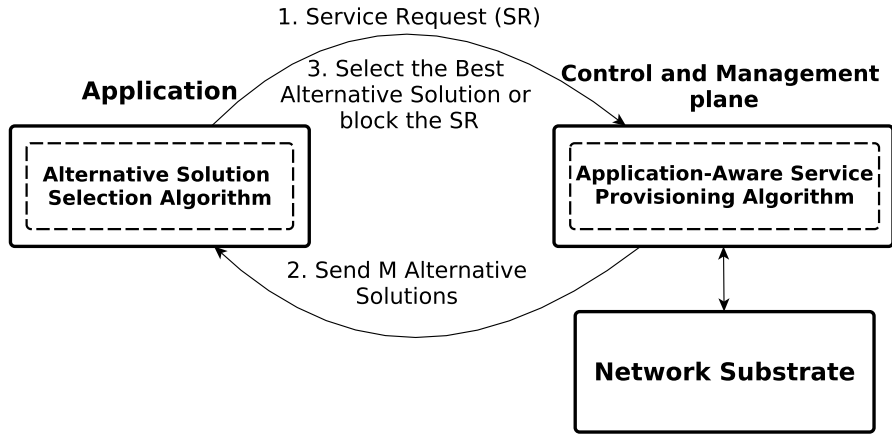 1. Service Request (SR)
3. Select the Best
Alternative Solution or
block the SR
Application
Control and Management
plane
Alternative Solution
Selection Algorithm
Application-Aware Service
Provisioning Algorithm
2. Send M Alternative
Solutions
Network Substrate